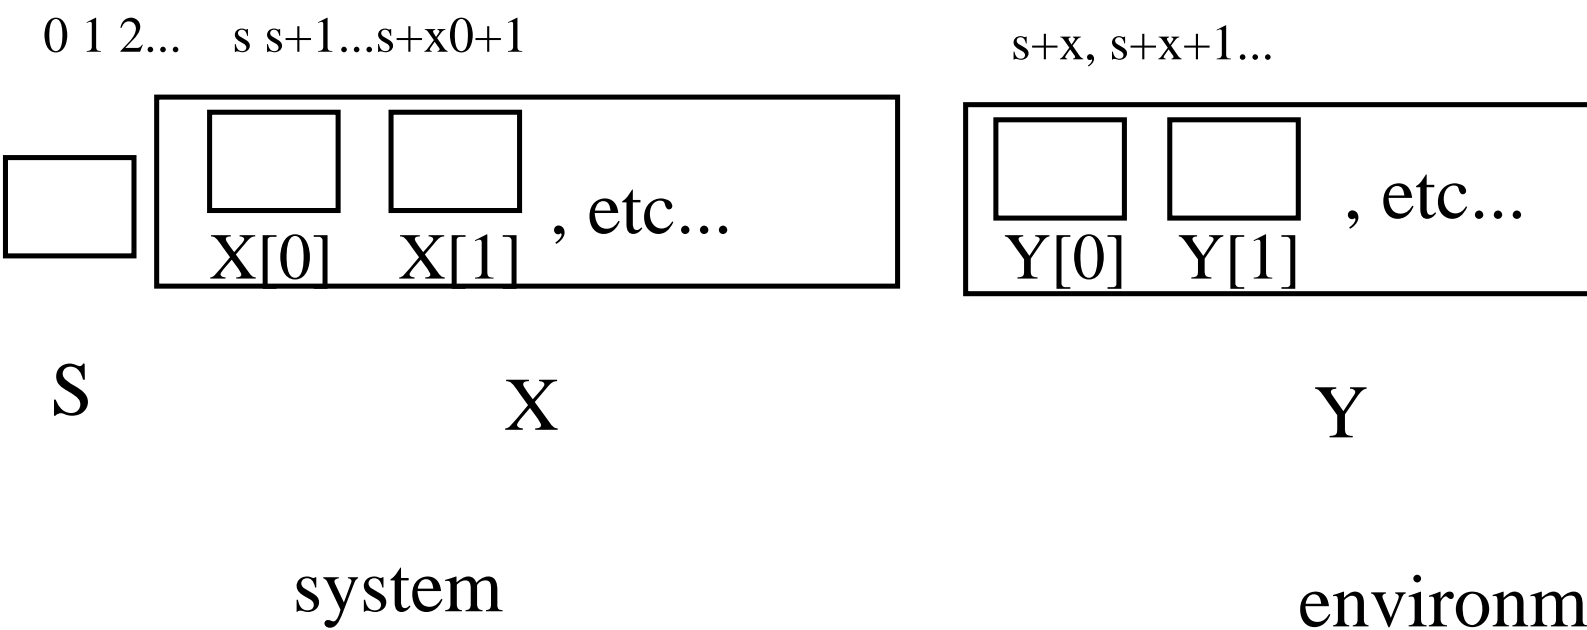 0 1 2... s s+1...s+x0+1 s+x, s+x+1...
, etc... , etc...
X[0] X[1] Y[0] Y[1]
S X Y
system environm